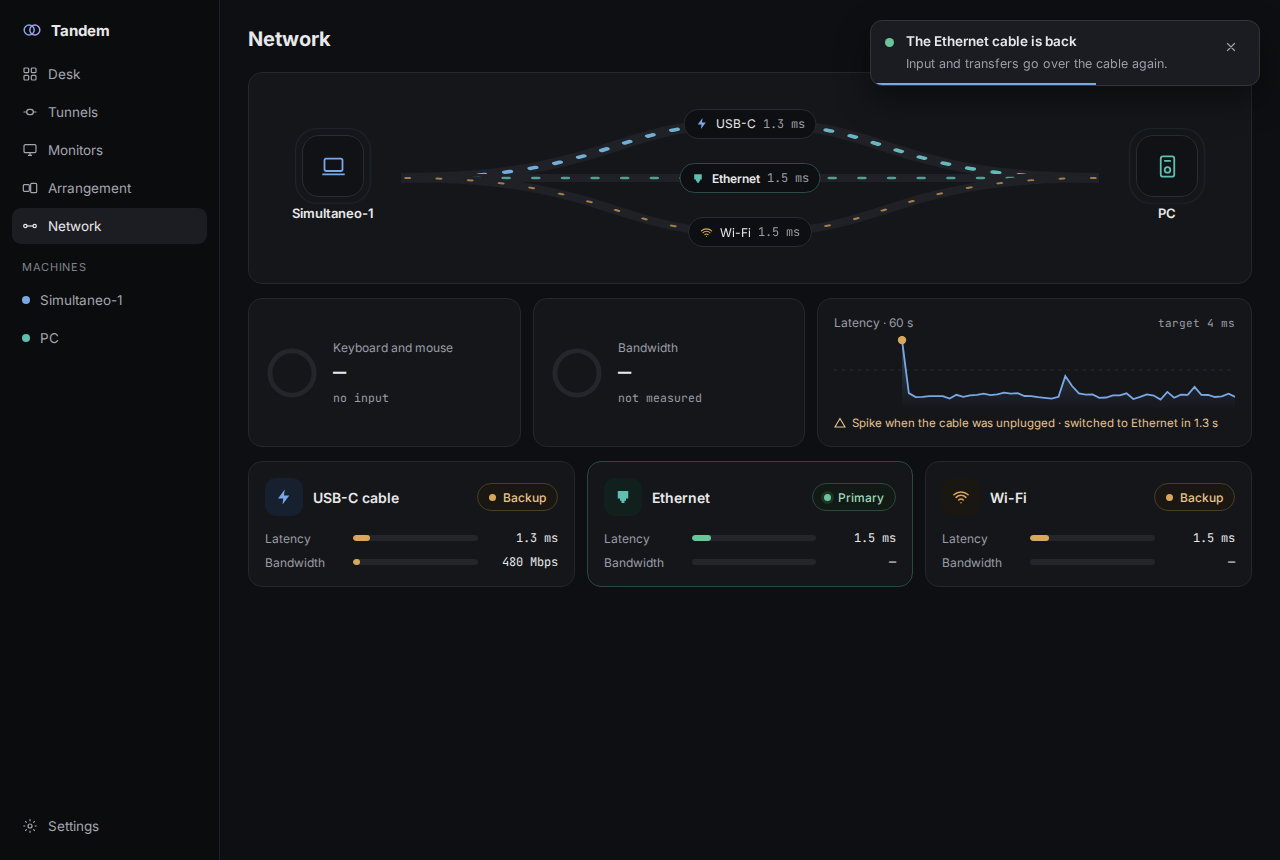 Tandem
Desk
Tunnels
Monitors
Arrangement
Network
MACHINES
Simultaneo-1
PC
Settings
Network
The Ethernet cable is back
Input and transfers go over the cable again.
USB-C 1.3 ms
Ethernet 1.5 ms
Wi-Fi 1.5 ms
Simultaneo-1
PC
Keyboard and mouse
—
no input
Bandwidth
—
not measured
Latency · 60 s
target 4 ms
Spike when the cable was unplugged · switched to Ethernet in 1.3 s
USB-C cable
Backup
Latency
1.3 ms
Bandwidth
480 Mbps
Ethernet
Primary
Latency
1.5 ms
Bandwidth
—
Wi-Fi
Backup
Latency
1.5 ms
Bandwidth
—